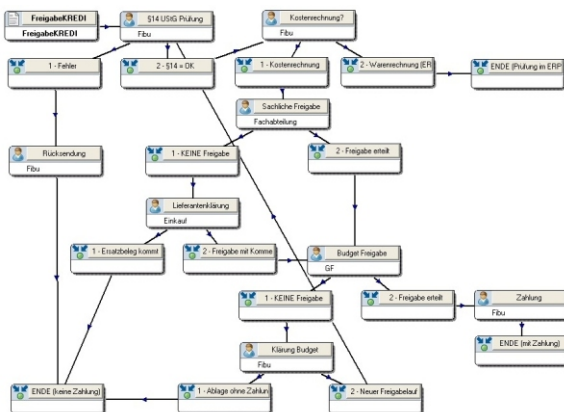 FreigabeKREDI
FreigabeKREDI
§14 UStG Prüfung
Fibu
Kostenrechnung?
Fibu
1 - Fehler
2 - §14 = OK
1 - Kostenrechnung
2 - Warenrechnung (ER
ENDE (Prüfung im ERP
Sachliche Freigabe
Fachabteilung
Rücksendung
Fibu
1 - KEINE Freigabe
2 - Freigabe erteilt
Lieferantenklärung
Einkauf
1 - Ersatzbeleg kommt
2 - Freigabe mit Komme
Budget Freigabe
GF
1 - KEINE Freigabe
2 - Freigabe erteilt
Zahlung
Fibu
Klärung Budget
Fibu
ENDE (mit Zahlung)
ENDE (keine Zahlung)
1 - Ablage ohne Zahlun
2 - Neuer Freigabelauf